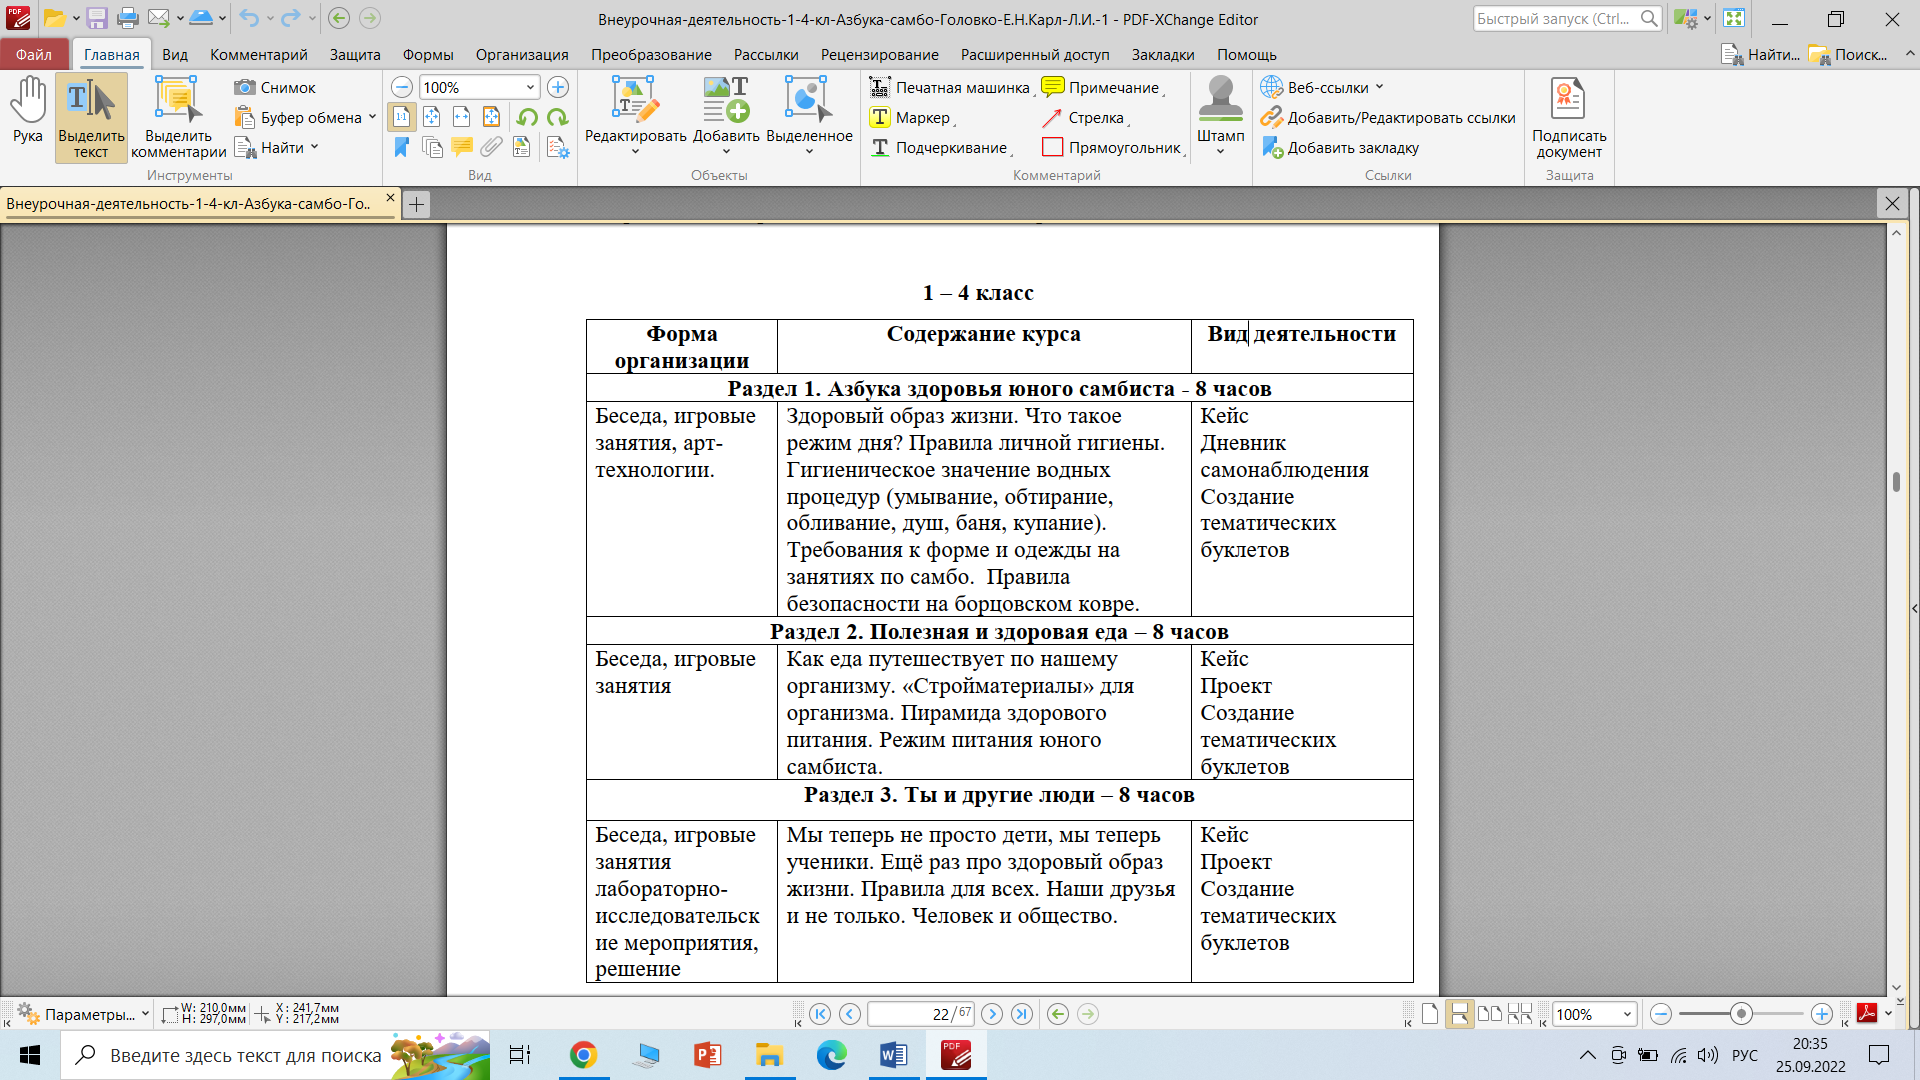 Внеурочная-деятельность-1-4-кл-Азбука-самбо-Головко-Е.Н.Карл-Л.И.-1 - PDF-XChange Editor
Быстрый запуск (Ctrl...
Файл Главная Вид Комментарий Защита Формы Организация Преобразование Рассылки Рецензирование Расширенный доступ Закладки Помощь Найти... Поиск...
Рука
Выделить текст
Выделить комментарии
Снимок
Буфер обмена
Найти
Инструменты
100%
Вид
Редактировать Добавить Выделенное
Объекты
Печатная машинка
Маркер
Подчеркивание
Примечание
Стрелка
Прямоугольник
Штамп
Комментарий
Веб-ссылки
Добавить/Редактировать ссылки
Добавить закладку
Ссылки
Подписать документ
Защита
Внеурочная-деятельность-1-4-кл-Азбука-самбо-Го..
1 – 4 класс
Форма организации
Содержание курса
Вид деятельности
Раздел 1. Азбука здоровья юного самбиста - 8 часов
Беседа, игровые
занятия, арт-
технологии.
Здоровый образ жизни. Что такое
режим дня? Правила личной гигиены.
Гигиеническое значение водных
процедур (умывание, обтирание,
обливание, душ, баня, купание).
Требования к форме и одежды на
занятиях по самбо. Правила
безопасности на борцовском ковре.
Кейс
Дневник
самонаблюдения
Создание
тематических
буклетов
Раздел 2. Полезная и здоровая еда – 8 часов
Беседа, игровые
занятия
Как еда путешествует по нашему
организму. «Стройматериалы» для
организма. Пирамида здорового
питания. Режим питания юного
самбиста.
Кейс
Проект
Создание
тематических
буклетов
Раздел 3. Ты и другие люди – 8 часов
Беседа, игровые
занятия
лабораторно-
исследовательск
ие мероприятия,
решение
Мы теперь не просто дети, мы теперь
ученики. Ещё раз про здоровый образ
жизни. Правила для всех. Наши друзья
и не только. Человек и общество.
Кейс
Проект
Создание
тематических
буклетов
Параметры...
W: 210,0мм
H: 297,0мм
X: 241,7мм
Y: 217,2мм
22/67
100%
Введите здесь текст для поиска
РУС
20:35
25.09.2022